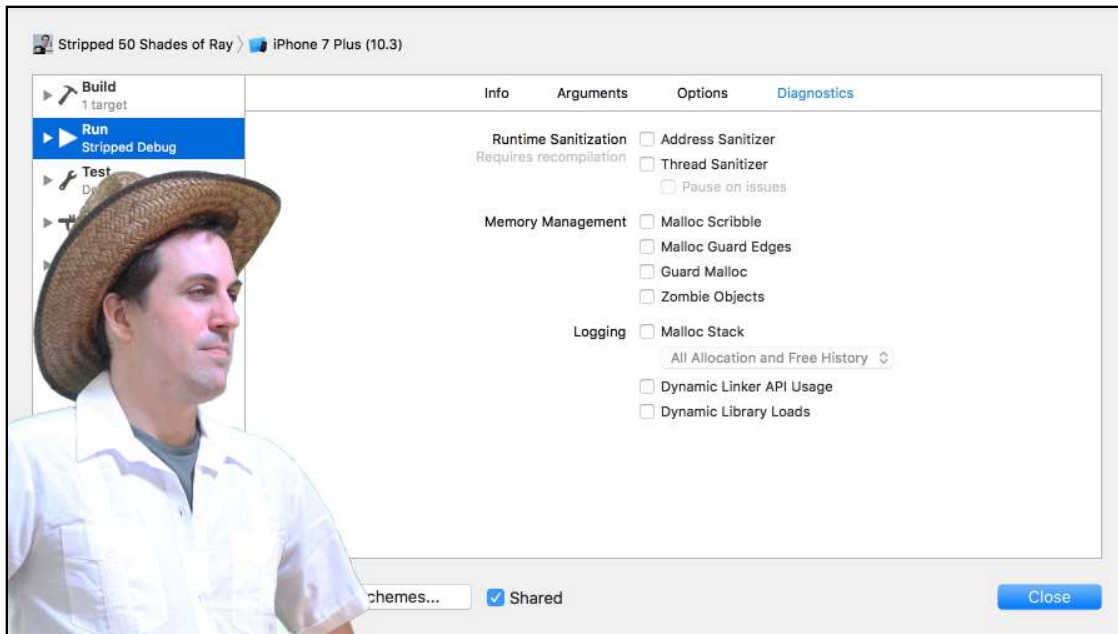 Stripped 50 Shades of Ray 〉 iPhone 7 Plus (10.3)
Build
1 target
Info Arguments Options Diagnostics
Run
Stripped Debug
Runtime Sanitization
Requires recompilation
Address Sanitizer
Thread Sanitizer
Pause on issues
Test
Memory Management
Malloc Scribble
Malloc Guard Edges
Guard Malloc
Zombie Objects
Logging
Malloc Stack
All Allocation and Free History
Dynamic Linker API Usage
Dynamic Library Loads
chemes...
Shared
Close